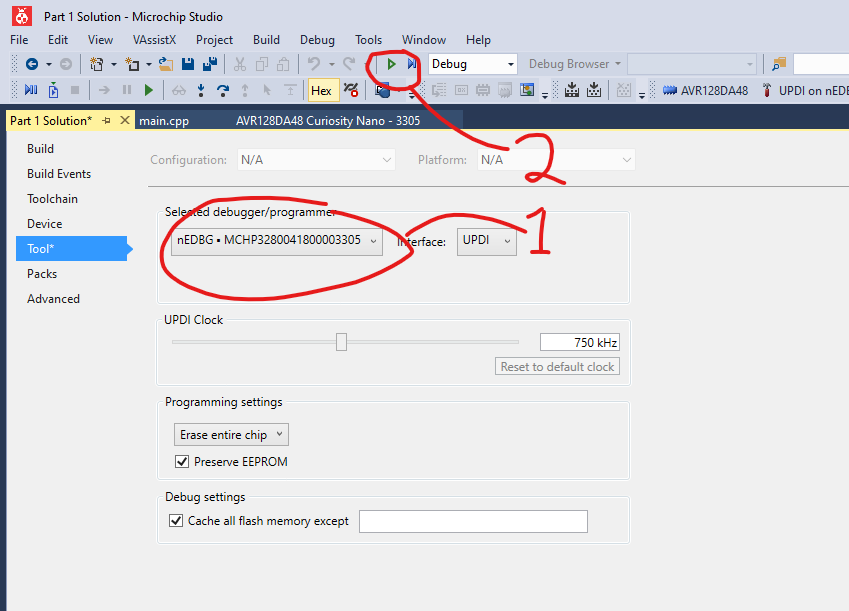 Part 1 Solution - Microchip Studio
File Edit View VAssistX Project Build Debug Tools Window Help
Debug Debug Browser
Hex AVR128DA48 UPDI on nED
Part 1 Solution* main.cpp AVR128DA48 Curiosity Nano - 3305
Build
Configuration: N/A Platform: N/A
2
Build Events
Toolchain
Selected debugger/programmer
1
Device
nEDBG • MCHP3280041800003305 Interface: UPDI
Tool*
Packs
Advanced
UPDI Clock
750 kHz
Reset to default clock
Programming settings
Erase entire chip
Preserve EEPROM
Debug settings
Cache all flash memory except